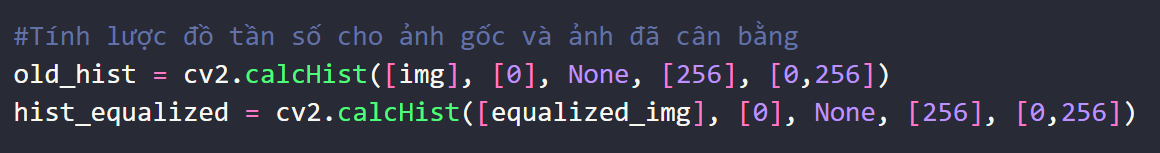 #Tính lược đồ tần số cho ảnh gốc và ảnh đã cân bằng
old_hist = cv2.calcHist([img], [0], None, [256], [0,256])
hist_equalized = cv2.calcHist([equalized_img], [0], None, [256], [0,256])